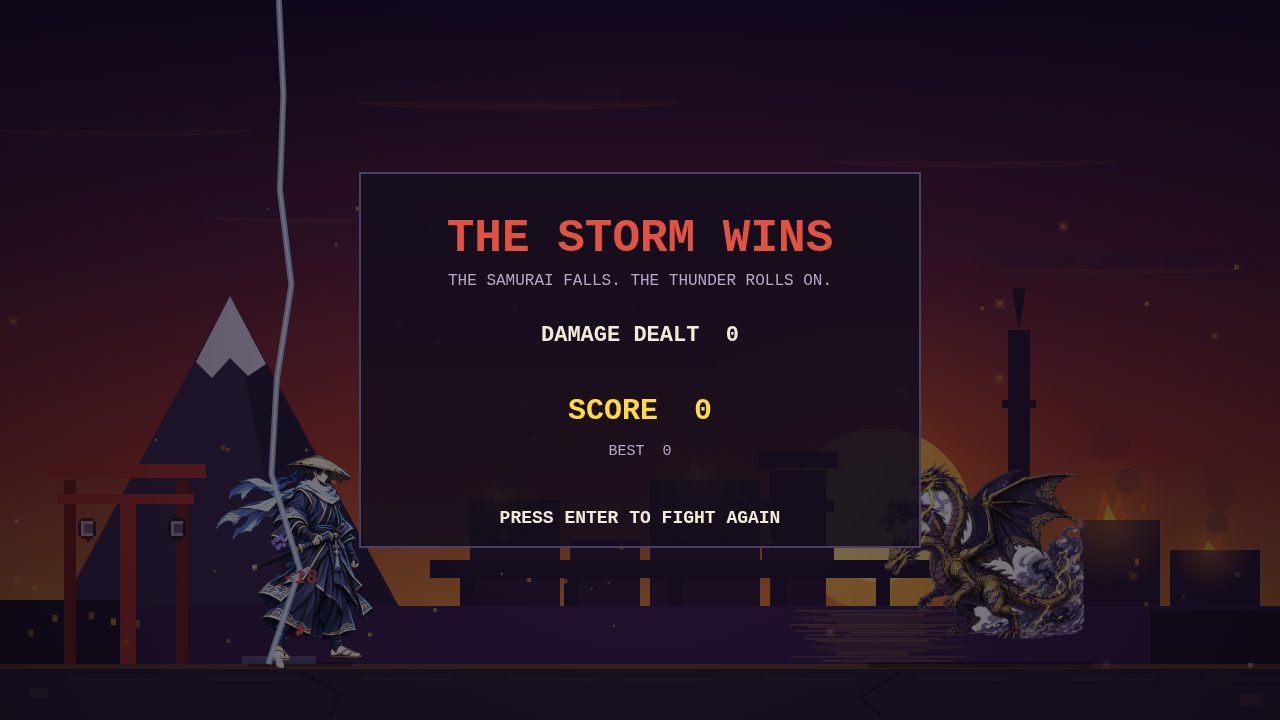 THE STORM WINS
THE SAMURAI FALLS. THE THUNDER ROLLS ON.
DAMAGE DEALT 0
SCORE 0
BEST 0
PRESS ENTER TO FIGHT AGAIN